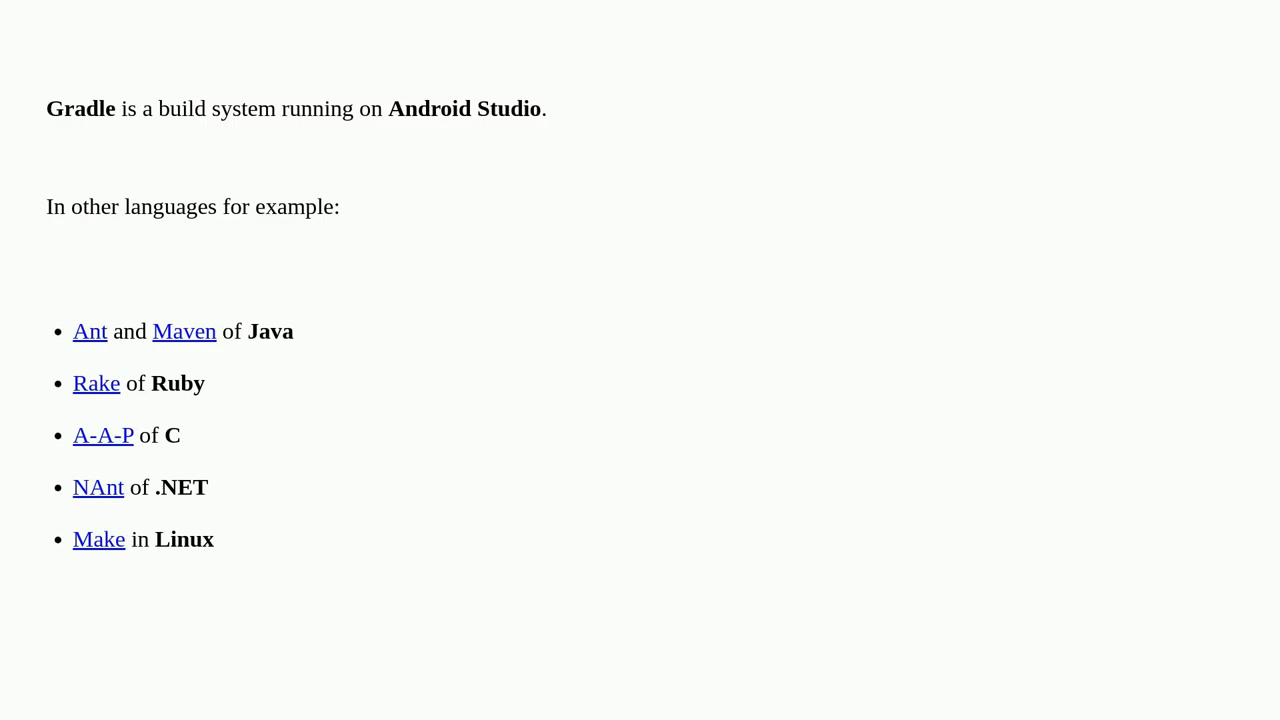 Gradle is a build system running on Android Studio.
In other languages for example:
• Ant and Maven of Java
• Rake of Ruby
• A-A-P of C
• NAnt of .NET
• Make in Linux